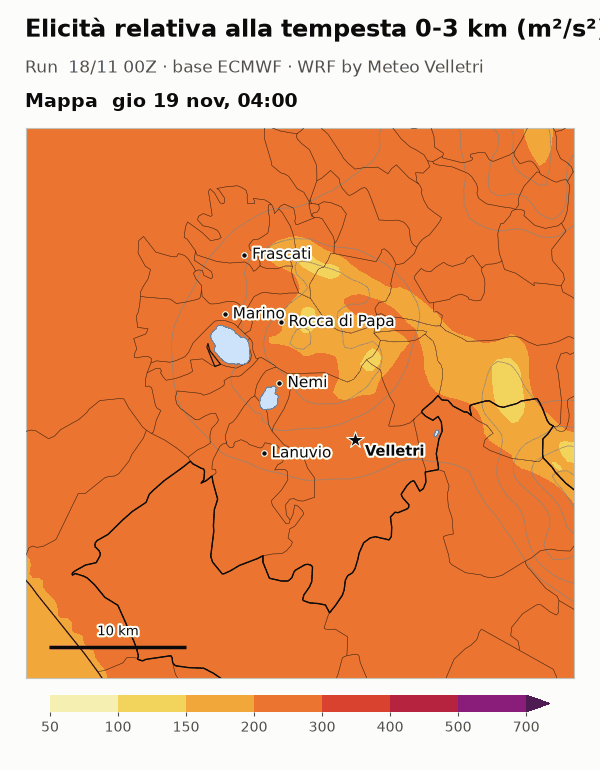 Elicità relativa alla tempesta 0-3 km (m²/s²)
Run  18/11 00Z · base ECMWF · WRF by Meteo Velletri
Mappa  gio 19 nov, 04:00
Frascati
Marino
Rocca di Papa
Nemi
Velletri
Lanuvio
10 km
50 100 150 200 300 400 500 700